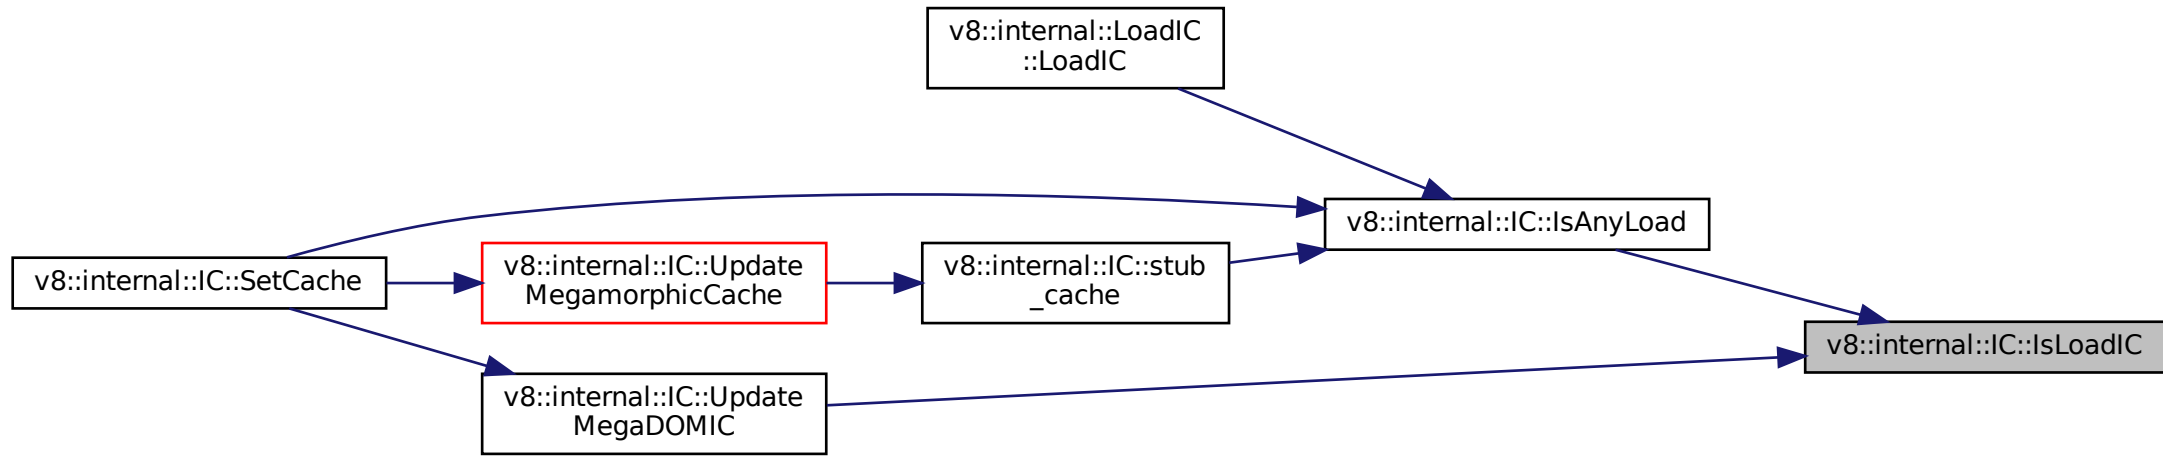 v8::internal::LoadIC
::LoadIC
v8::internal::IC::IsAnyLoad
v8::internal::IC::SetCache
v8::internal::IC::Update
MegamorphicCache
v8::internal::IC::stub
_cache
v8::internal::IC::IsLoadIC
v8::internal::IC::Update
MegaDOMIC